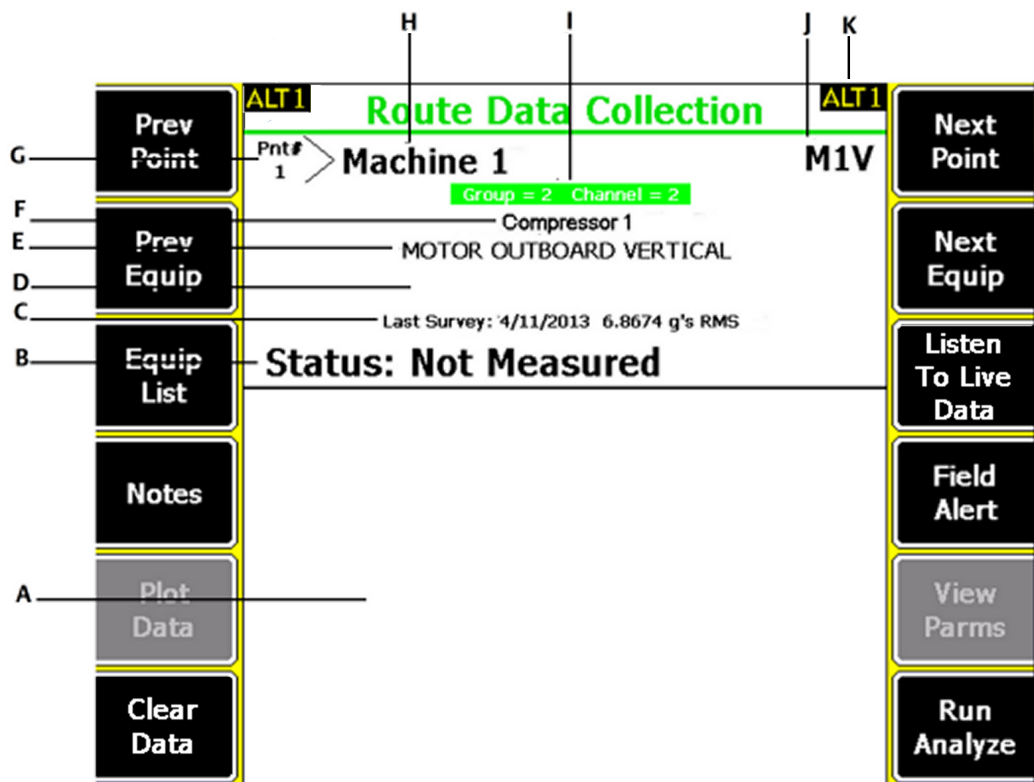 H I J K
ALT1 ALT1
Route Data Collection
Prev
Point
Next
Point
G
Pnt#
1
Machine 1
M1V
Group = 2 Channel = 2
F
Compressor 1
E
MOTOR OUTBOARD VERTICAL
Prev
Equip
Next
Equip
D
C
Last Survey: 4/11/2013 6.8674 g's RMS
B
Status: Not Measured
Equip
List
Listen
To Live
Data
Notes
Field
Alert
A
Plot
Data
View
Parms
Clear
Data
Run
Analyze